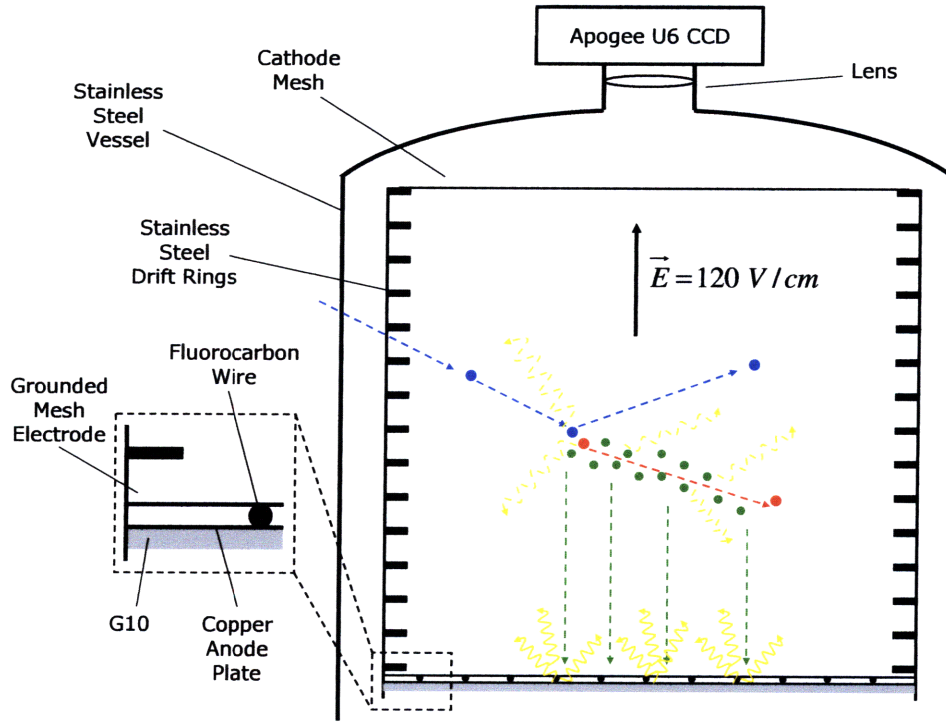 Apogee U6 CCD
Cathode
Mesh
Lens
Stainless
Steel
Vessel
Stainless
Steel
Drift Rings
E = 120 V/cm
Fluorocarbon
Wire
Grounded
Mesh
Electrode
G10
Copper
Anode
Plate